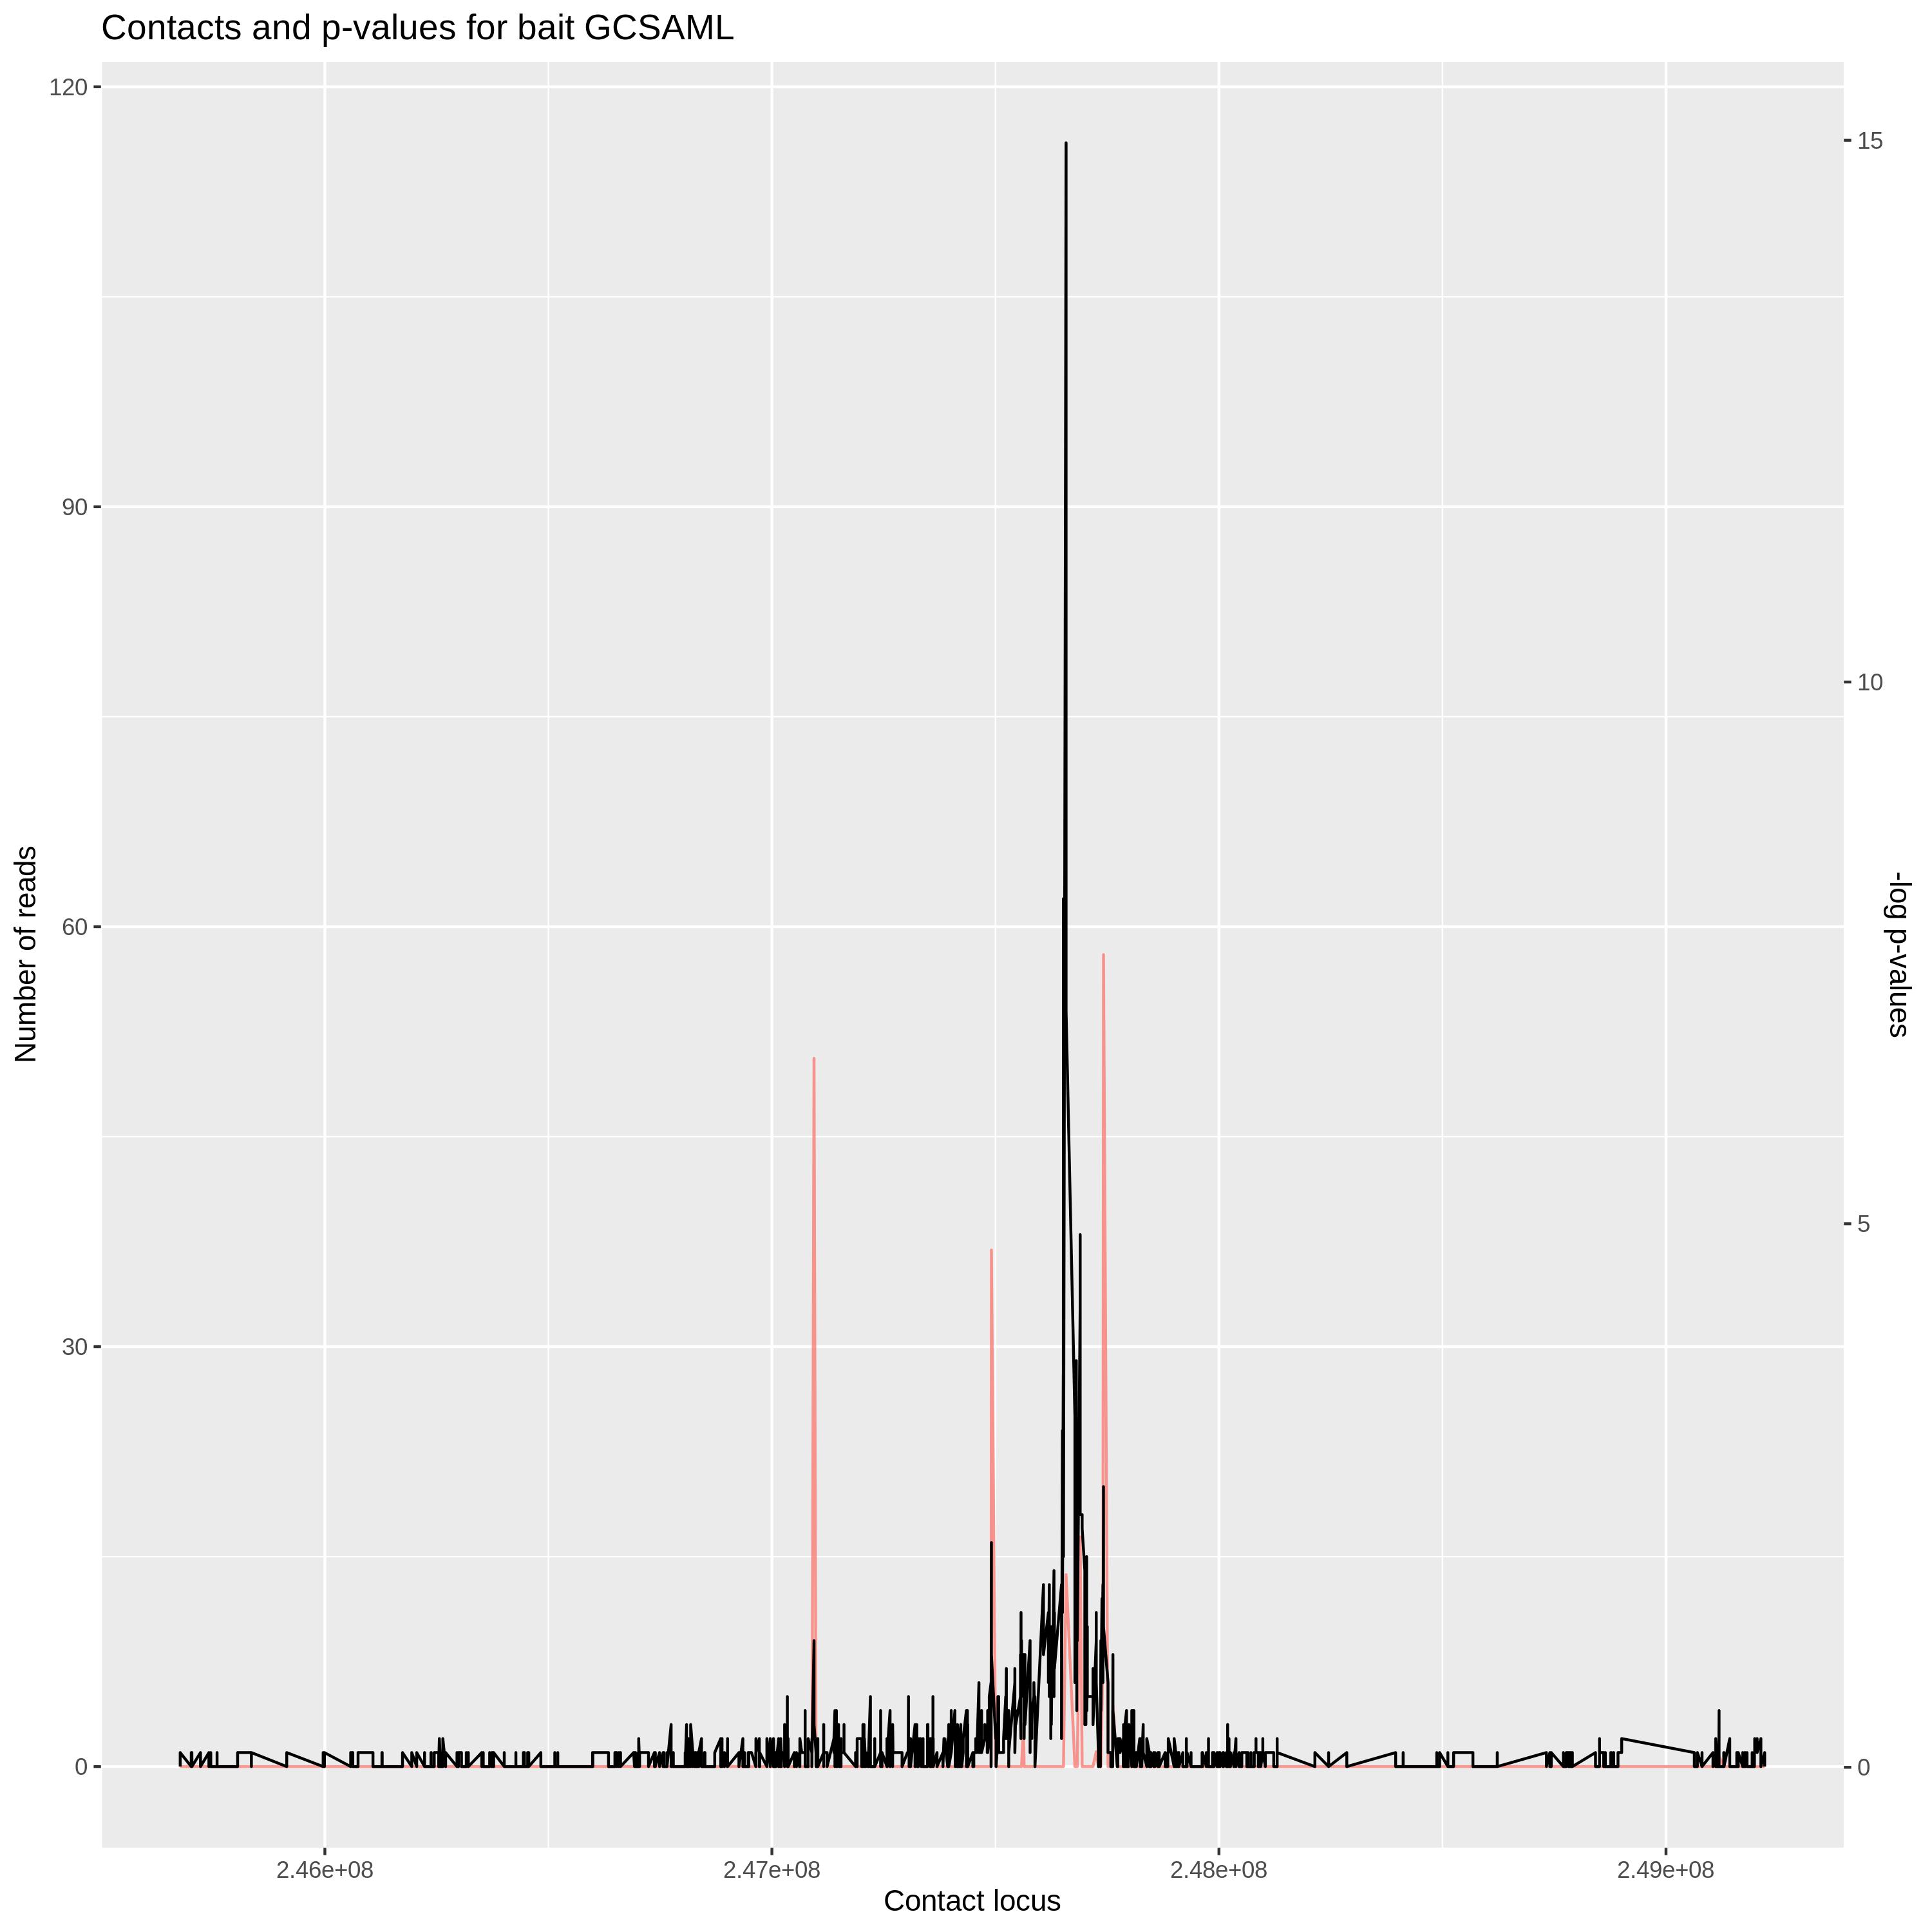 Contacts and p-values for bait GCSAML
120
90
60
30
0
Number of reads
15
10
5
0
-log p-values
2.46e+08
2.47e+08
2.48e+08
2.49e+08
Contact locus